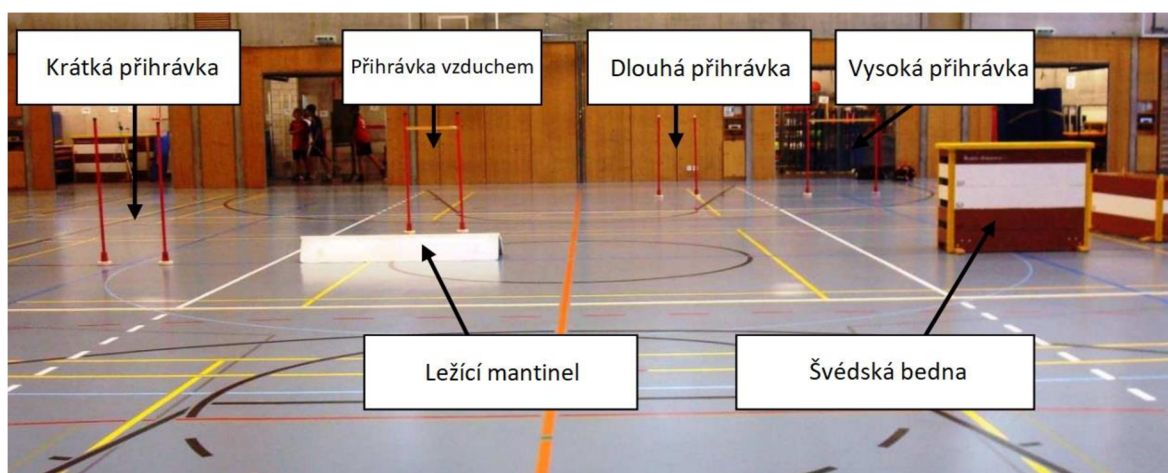 Krátká přihrávka
Přihrávka vzduchem
Dlouhá přihrávka
Vysoká přihrávka
Ležící mantinel
Švédská bedna